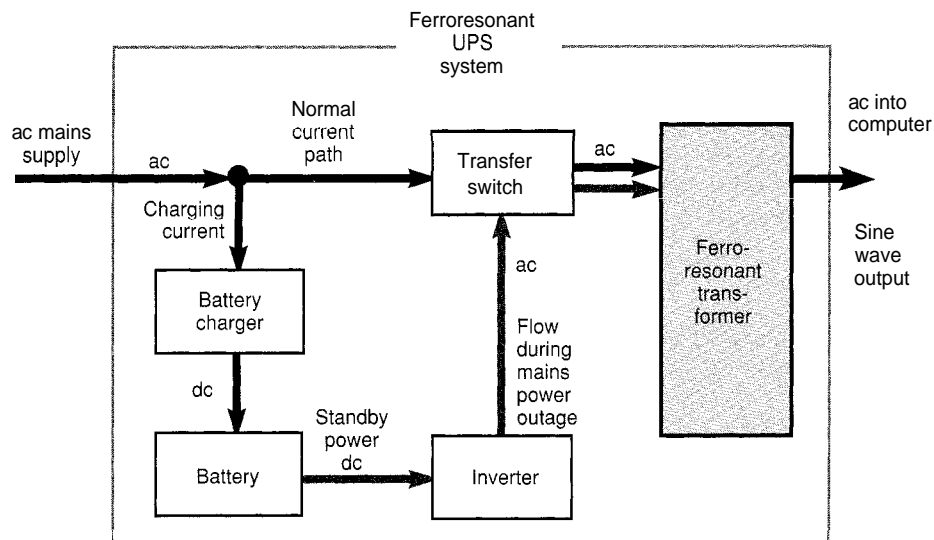 Ferroresonant
UPS
system
ac mains
supply
ac
Normal
current
path
Transfer
switch
ac
ac into
computer
Charging
current
Ferro-
resonant
trans-
former
Sine
wave
output
Battery
charger
ac
Flow
during
mains
power
outage
dc
Standby
power
dc
Battery
Inverter